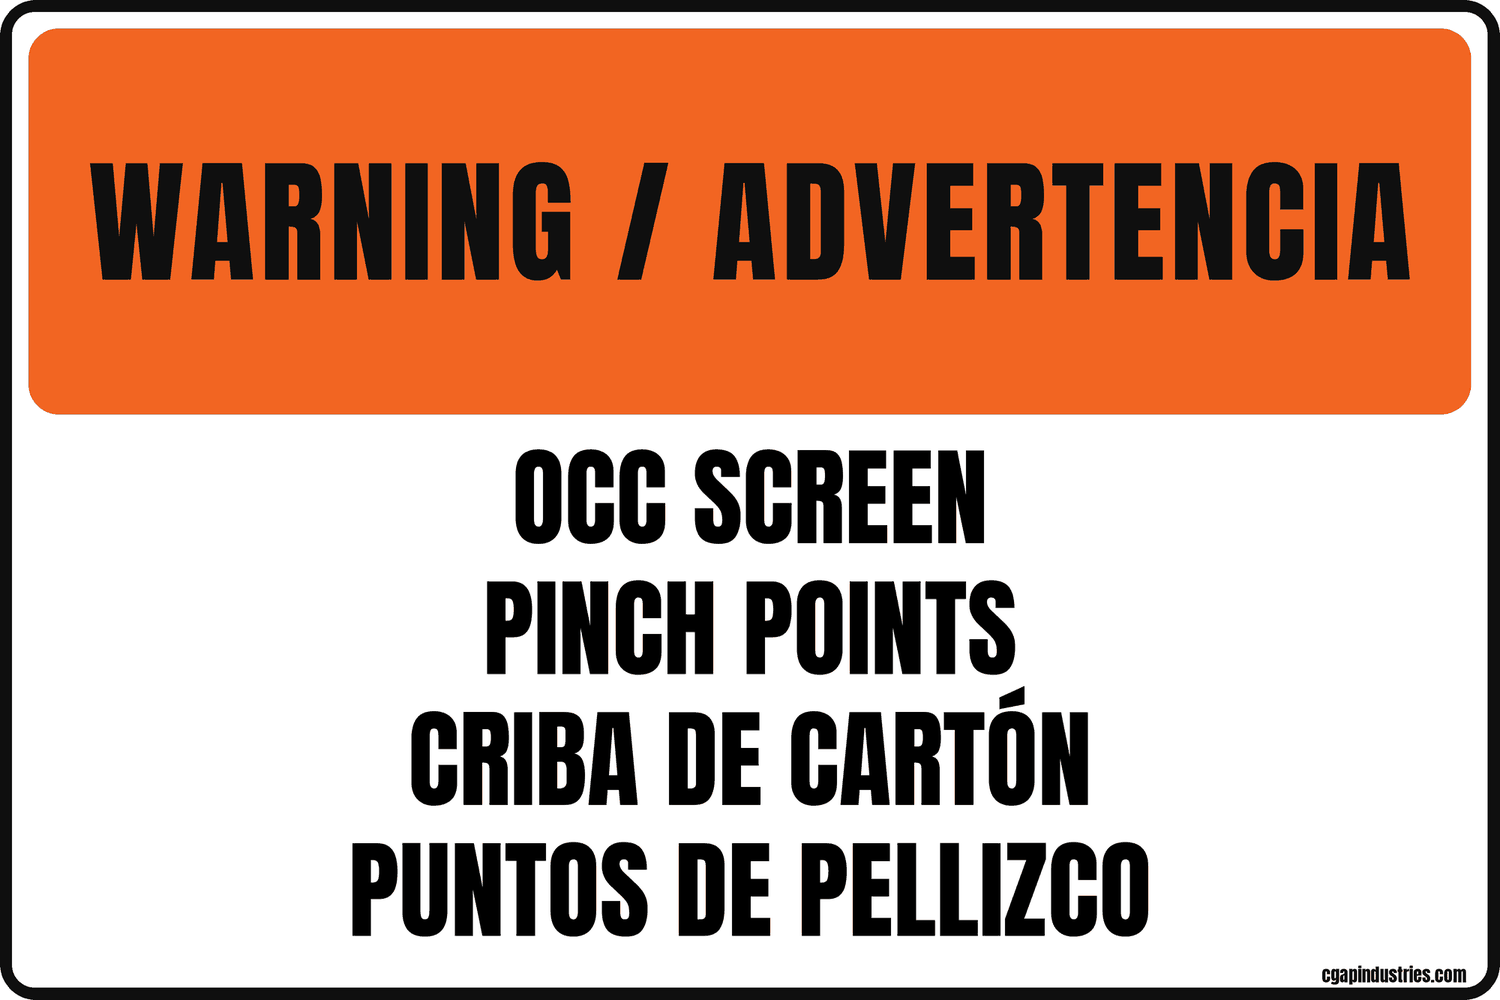 WARNING / ADVERTENCIA
OCC SCREEN
PINCH POINTS
CRIBA DE CARTÓN
PUNTOS DE PELLIZCO
cgapindustries.com